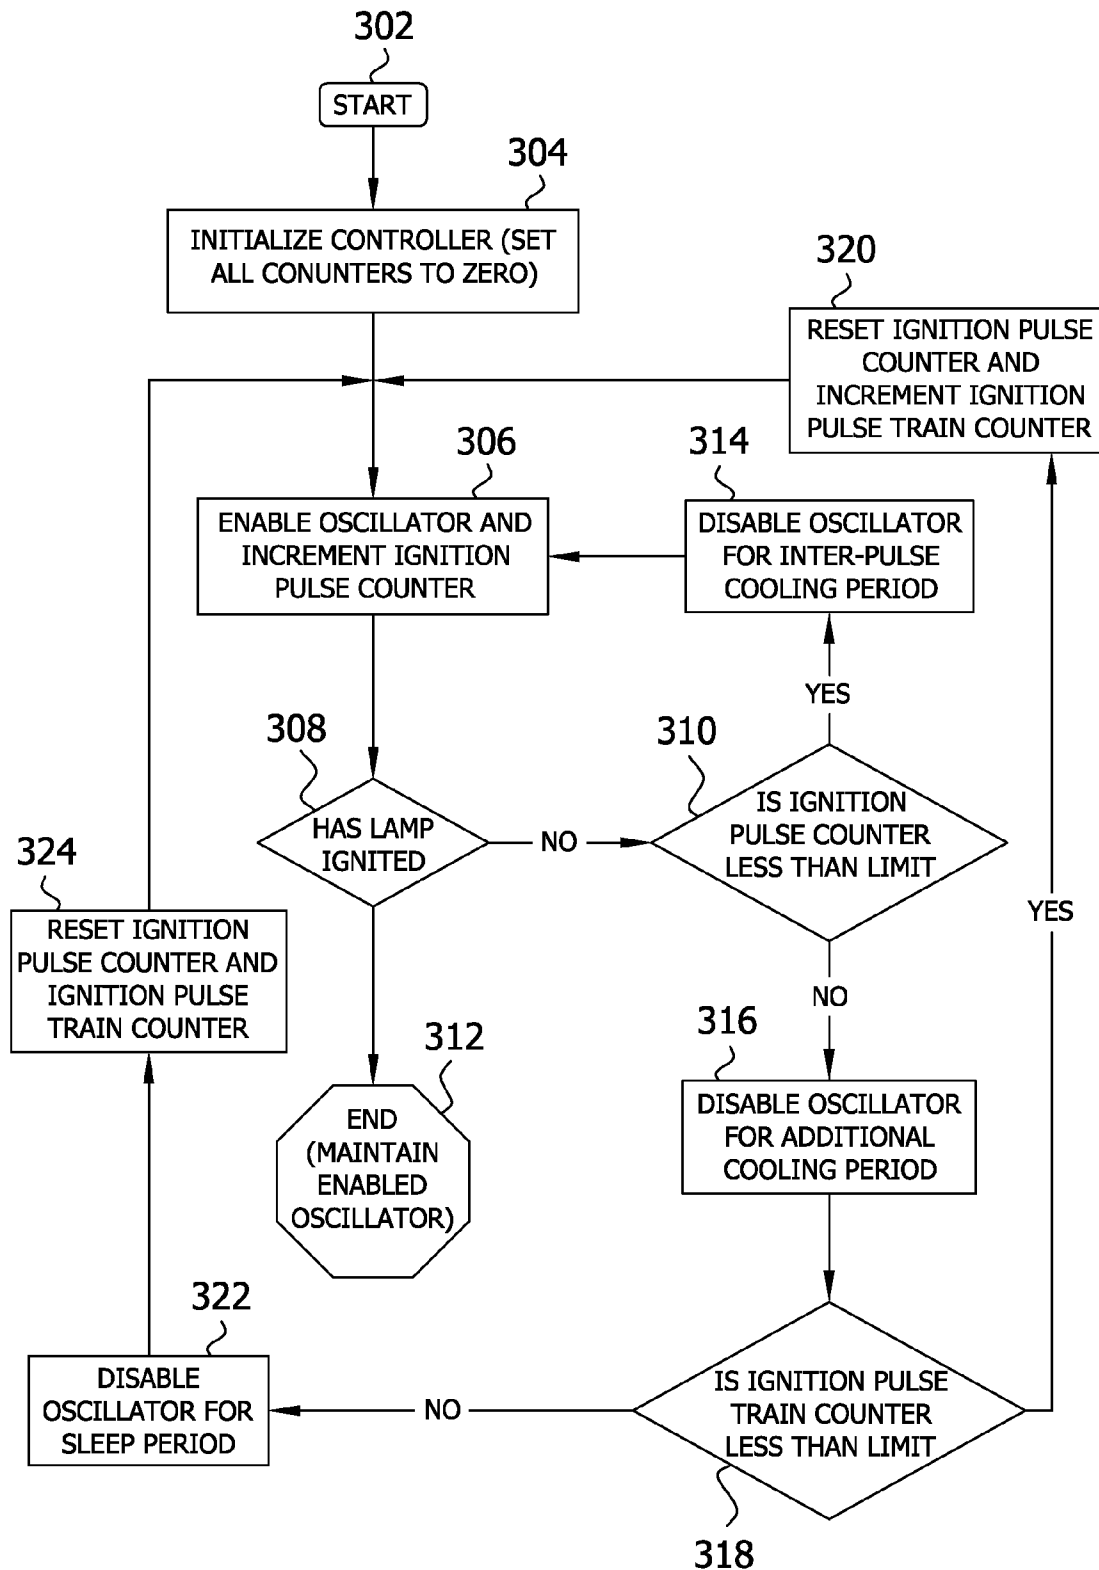 302
START
304
INITIALIZE CONTROLLER (SET
ALL CONUNTERS TO ZERO)
320
RESET IGNITION PULSE
COUNTER AND
INCREMENT IGNITION
PULSE TRAIN COUNTER
306
ENABLE OSCILLATOR AND
INCREMENT IGNITION
PULSE COUNTER
314
DISABLE OSCILLATOR
FOR INTER-PULSE
COOLING PERIOD
YES
308
HAS LAMP
IGNITED
NO
310
IS IGNITION
PULSE COUNTER
LESS THAN LIMIT
YES
324
RESET IGNITION
PULSE COUNTER AND
IGNITION PULSE
TRAIN COUNTER
NO
312
END
(MAINTAIN
ENABLED
OSCILLATOR)
316
DISABLE OSCILLATOR
FOR ADDITIONAL
COOLING PERIOD
322
DISABLE
OSCILLATOR FOR
SLEEP PERIOD
NO
IS IGNITION PULSE
TRAIN COUNTER
LESS THAN LIMIT
318